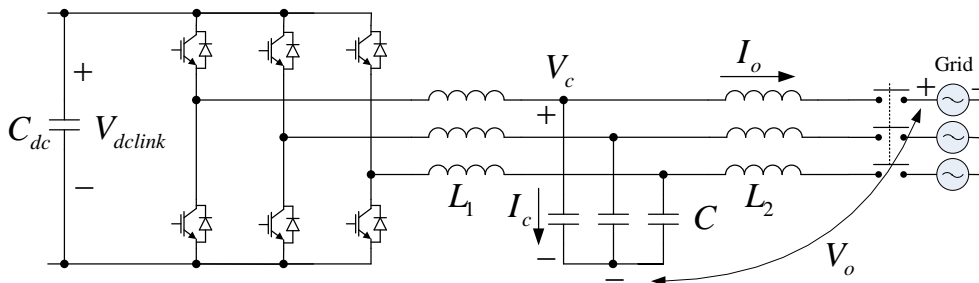 I_o
Grid
V_c
+
+
−
+
C_dc
V_dclink
−
L_1
I_c
C
L_2
−
−
V_o